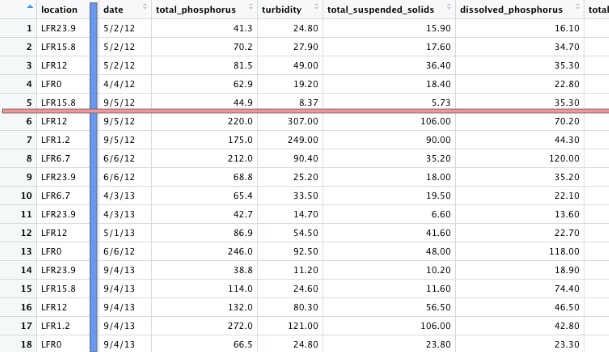 location date total_phosphorus turbidity total_suspended_solids dissolved_phosphorus total
1 LFR23.9 5/2/12 41.3 24.80 15.90 16.10
2 LFR15.8 5/2/12 70.2 27.90 17.60 34.70
3 LFR12 5/2/12 81.5 49.00 36.40 35.30
4 LFR0 4/4/12 62.9 19.20 18.40 22.80
5 LFR15.8 9/5/12 44.9 8.37 5.73 35.30
6 LFR12 9/5/12 220.0 307.00 106.00 70.20
7 LFR1.2 9/5/12 175.0 249.00 90.00 44.30
8 LFR6.7 6/6/12 212.0 90.40 35.20 120.00
9 LFR23.9 6/6/12 68.8 25.20 18.00 35.20
10 LFR6.7 4/3/13 65.4 33.50 19.50 22.10
11 LFR23.9 4/3/13 42.7 14.70 6.60 13.60
12 LFR12 5/1/13 86.9 54.50 41.60 22.70
13 LFR0 6/6/12 246.0 92.50 48.00 118.00
14 LFR23.9 9/4/13 38.8 11.20 10.20 18.90
15 LFR15.8 9/4/13 114.0 24.60 11.60 74.40
16 LFR12 9/4/13 132.0 80.30 56.50 46.50
17 LFR1.2 9/4/13 272.0 121.00 106.00 42.80
18 LFR0 9/4/13 66.5 24.80 23.80 23.30